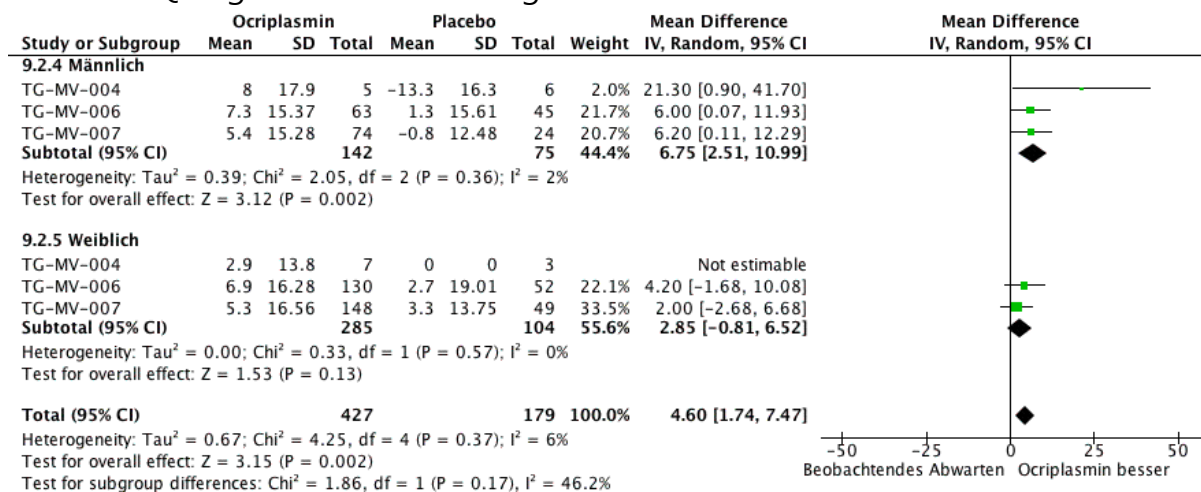 Ocriplasmin Placebo Mean Difference Mean Difference
Study or Subgroup Mean SD Total Mean SD Total Weight IV, Random, 95% CI IV, Random, 95% CI
9.2.4 Männlich
TG-MV-004 8 17.9 5 -13.3 16.3 6 2.0% 21.30 [0.90, 41.70]
TG-MV-006 7.3 15.37 63 1.3 15.61 45 21.7% 6.00 [0.07, 11.93]
TG-MV-007 5.4 15.28 74 -0.8 12.48 24 20.7% 6.20 [0.11, 12.29]
Subtotal (95% CI) 142 75 44.4% 6.75 [2.51, 10.99]
Heterogeneity: Tau² = 0.39; Chi² = 2.05, df = 2 (P = 0.36); I² = 2%
Test for overall effect: Z = 3.12 (P = 0.002)
9.2.5 Weiblich
TG-MV-004 2.9 13.8 7 0 0 3 Not estimable
TG-MV-006 6.9 16.28 130 2.7 19.01 52 22.1% 4.20 [-1.68, 10.08]
TG-MV-007 5.3 16.56 148 3.3 13.75 49 33.5% 2.00 [-2.68, 6.68]
Subtotal (95% CI) 285 104 55.6% 2.85 [-0.81, 6.52]
Heterogeneity: Tau² = 0.00; Chi² = 0.33, df = 1 (P = 0.57); I² = 0%
Test for overall effect: Z = 1.53 (P = 0.13)
Total (95% CI) 427 179 100.0% 4.60 [1.74, 7.47]
Heterogeneity: Tau² = 0.67; Chi² = 4.25, df = 4 (P = 0.37); I² = 6%
Test for overall effect: Z = 3.15 (P = 0.002)
Test for subgroup differences: Chi² = 1.86, df = 1 (P = 0.17), I² = 46.2%
-50 -25 0 25 50
Beobachtendes Abwarten Ocriplasmin besser